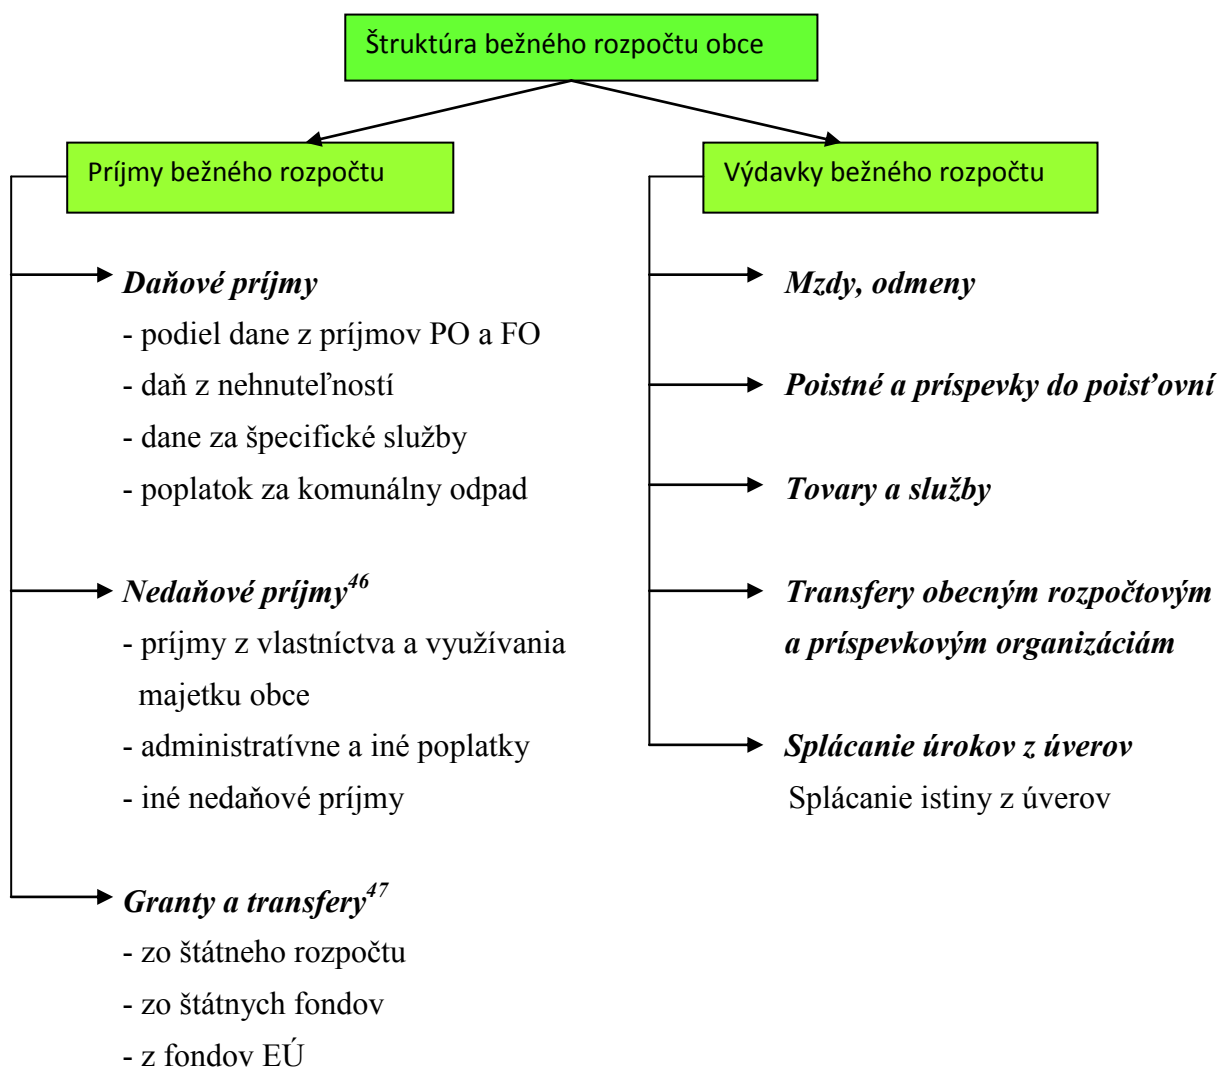 Štruktúra bežného rozpočtu obce
Príjmy bežného rozpočtu
Daňové príjmy
- podiel dane z príjmov PO a FO
- daň z nehnuteľností
- dane za špecifické služby
- poplatok za komunálny odpad
Nedaňové príjmy46
- príjmy z vlastníctva a využívania
majetku obce
- administratívne a iné poplatky
- iné nedaňové príjmy
Granty a transfery47
- zo štátneho rozpočtu
- zo štátnych fondov
- z fondov EÚ
Výdavky bežného rozpočtu
Mzdy, odmeny
Poistné a príspevky do poisťovní
Tovary a služby
Transfery obecným rozpočtovým
a príspevkovým organizáciám
Splácanie úrokov z úverov
Splácanie istiny z úverov